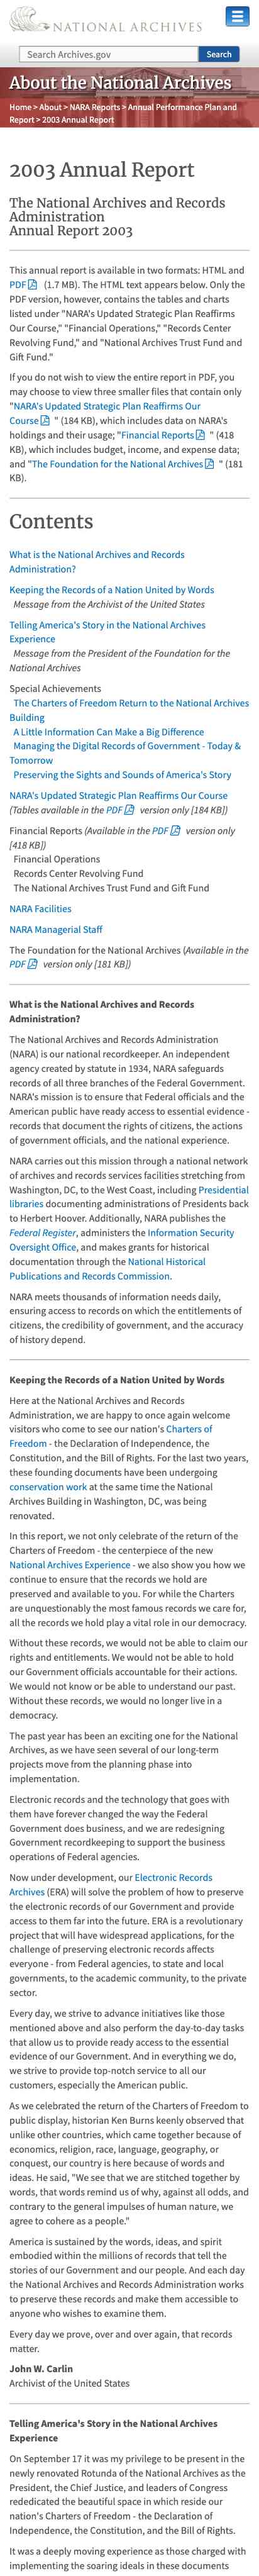 NATIONAL ARCHIVES
Search Archives.gov
Search
About the National Archives
Home > About > NARA Reports > Annual Performance Plan and
Report > 2003 Annual Report
2003 Annual Report
The National Archives and Records
Administration
Annual Report 2003
This annual report is available in two formats: HTML and
PDF (1.7 MB). The HTML text appears below. Only the
PDF version, however, contains the tables and charts
listed under "NARA's Updated Strategic Plan Reaffirms
Our Course," "Financial Operations," "Records Center
Revolving Fund," and "National Archives Trust Fund and
Gift Fund."
If you do not wish to view the entire report in PDF, you
may choose to view three smaller files that contain only
"NARA's Updated Strategic Plan Reaffirms Our
Course " (184 KB), which includes data on NARA's
holdings and their usage; "Financial Reports " (418
KB), which includes budget, income, and expense data;
and "The Foundation for the National Archives " (181
KB).
Contents
What is the National Archives and Records
Administration?
Keeping the Records of a Nation United by Words
Message from the Archivist of the United States
Telling America's Story in the National Archives
Experience
Message from the President of the Foundation for the
National Archives
Special Achievements
The Charters of Freedom Return to the National Archives
Building
A Little Information Can Make a Big Difference
Managing the Digital Records of Government - Today &
Tomorrow
Preserving the Sights and Sounds of America's Story
NARA's Updated Strategic Plan Reaffirms Our Course
(Tables available in the PDF version only [184 KB])
Financial Reports (Available in the PDF version only
[418 KB])
Financial Operations
Records Center Revolving Fund
The National Archives Trust Fund and Gift Fund
NARA Facilities
NARA Managerial Staff
The Foundation for the National Archives (Available in the
PDF version only [181 KB])
What is the National Archives and Records
Administration?
The National Archives and Records Administration
(NARA) is our national recordkeeper. An independent
agency created by statute in 1934, NARA safeguards
records of all three branches of the Federal Government.
NARA's mission is to ensure that Federal officials and the
American public have ready access to essential evidence -
records that document the rights of citizens, the actions
of government officials, and the national experience.
NARA carries out this mission through a national network
of archives and records services facilities stretching from
Washington, DC, to the West Coast, including Presidential
libraries documenting administrations of Presidents back
to Herbert Hoover. Additionally, NARA publishes the
Federal Register, administers the Information Security
Oversight Office, and makes grants for historical
documentation through the National Historical
Publications and Records Commission.
NARA meets thousands of information needs daily,
ensuring access to records on which the entitlements of
citizens, the credibility of government, and the accuracy
of history depend.
Keeping the Records of a Nation United by Words
Here at the National Archives and Records
Administration, we are happy to once again welcome
visitors who come to see our nation's Charters of
Freedom - the Declaration of Independence, the
Constitution, and the Bill of Rights. For the last two years,
these founding documents have been undergoing
conservation work at the same time the National
Archives Building in Washington, DC, was being
renovated.
In this report, we not only celebrate of the return of the
Charters of Freedom - the centerpiece of the new
National Archives Experience - we also show you how we
continue to ensure that the records we hold are
preserved and available to you. For while the Charters
are unquestionably the most famous records we care for,
all the records we hold play a vital role in our democracy.
Without these records, we would not be able to claim our
rights and entitlements. We would not be able to hold
our Government officials accountable for their actions.
We would not know or be able to understand our past.
Without these records, we would no longer live in a
democracy.
The past year has been an exciting one for the National
Archives, as we have seen several of our long-term
projects move from the planning phase into
implementation.
Electronic records and the technology that goes with
them have forever changed the way the Federal
Government does business, and we are redesigning
Government recordkeeping to support the business
operations of Federal agencies.
Now under development, our Electronic Records
Archives (ERA) will solve the problem of how to preserve
the electronic records of our Government and provide
access to them far into the future. ERA is a revolutionary
project that will have widespread applications, for the
challenge of preserving electronic records affects
everyone - from Federal agencies, to state and local
governments, to the academic community, to the private
sector.
Every day, we strive to advance initiatives like those
mentioned above and also perform the day-to-day tasks
that allow us to provide ready access to the essential
evidence of our Government. And in everything we do,
we strive to provide top-notch service to all our
customers, especially the American public.
As we celebrated the return of the Charters of Freedom to
public display, historian Ken Burns keenly observed that
unlike other countries, which came together because of
economics, religion, race, language, geography, or
conquest, our country is here because of words and
ideas. He said, "We see that we are stitched together by
words, that words remind us of why, against all odds, and
contrary to the general impulses of human nature, we
agree to cohere as a people."
America is sustained by the words, ideas, and spirit
embodied within the millions of records that tell the
stories of our Government and our people. And each day
the National Archives and Records Administration works
to preserve these records and make them accessible to
anyone who wishes to examine them.
Every day we prove, over and over again, that records
matter.
John W. Carlin
Archivist of the United States
Telling America's Story in the National Archives
Experience
On September 17 it was my privilege to be present in the
newly renovated Rotunda of the National Archives as the
President, the Chief Justice, and leaders of Congress
rededicated the beautiful space in which reside our
nation's Charters of Freedom - the Declaration of
Independence, the Constitution, and the Bill of Rights.
It was a deeply moving experience as those charged with
implementing the soaring ideals in these documents